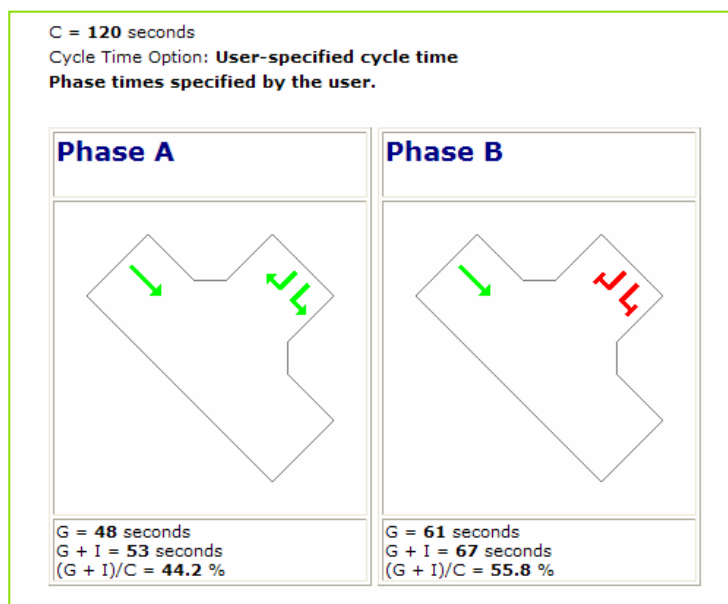 C = 120 seconds
Cycle Time Option: User-specified cycle time
Phase times specified by the user.
Phase A
G = 48 seconds
G + I = 53 seconds
(G + I)/C = 44.2 %
Phase B
G = 61 seconds
G + I = 67 seconds
(G + I)/C = 55.8 %